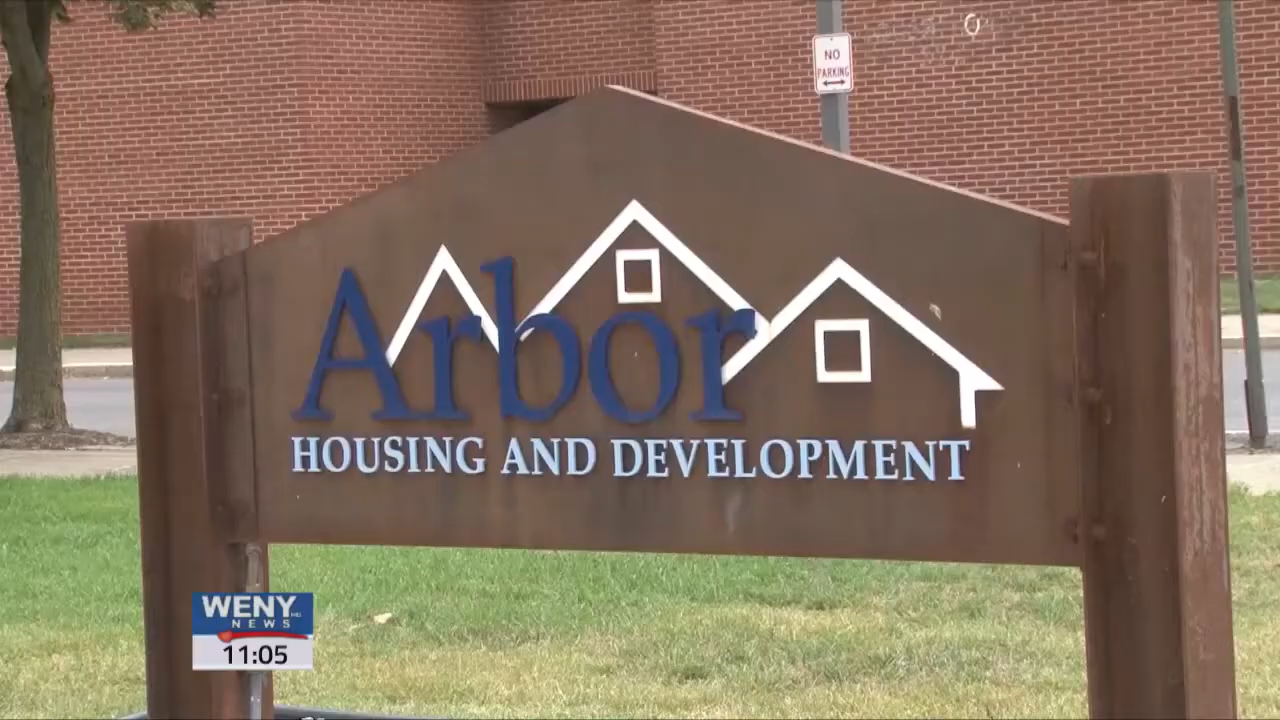 NO
PARKING
Arbor
HOUSING AND DEVELOPMENT
WENY
NEWS
11:05